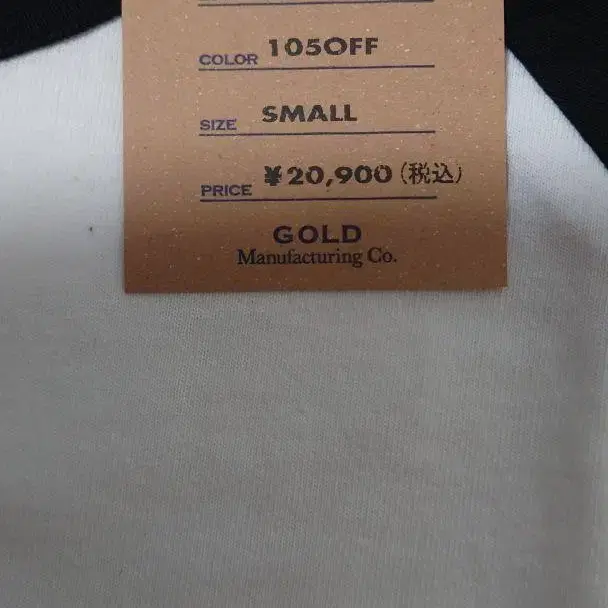 COLOR 105OFF
SIZE SMALL
PRICE ¥20,900(税込)
GOLD
Manufacturing Co.